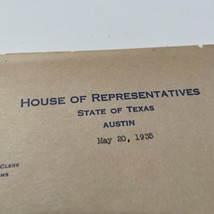 HOUSE OF REPRESENTATIVES
STATE OF TEXAS
AUSTIN
May 20, 1935
CLERK